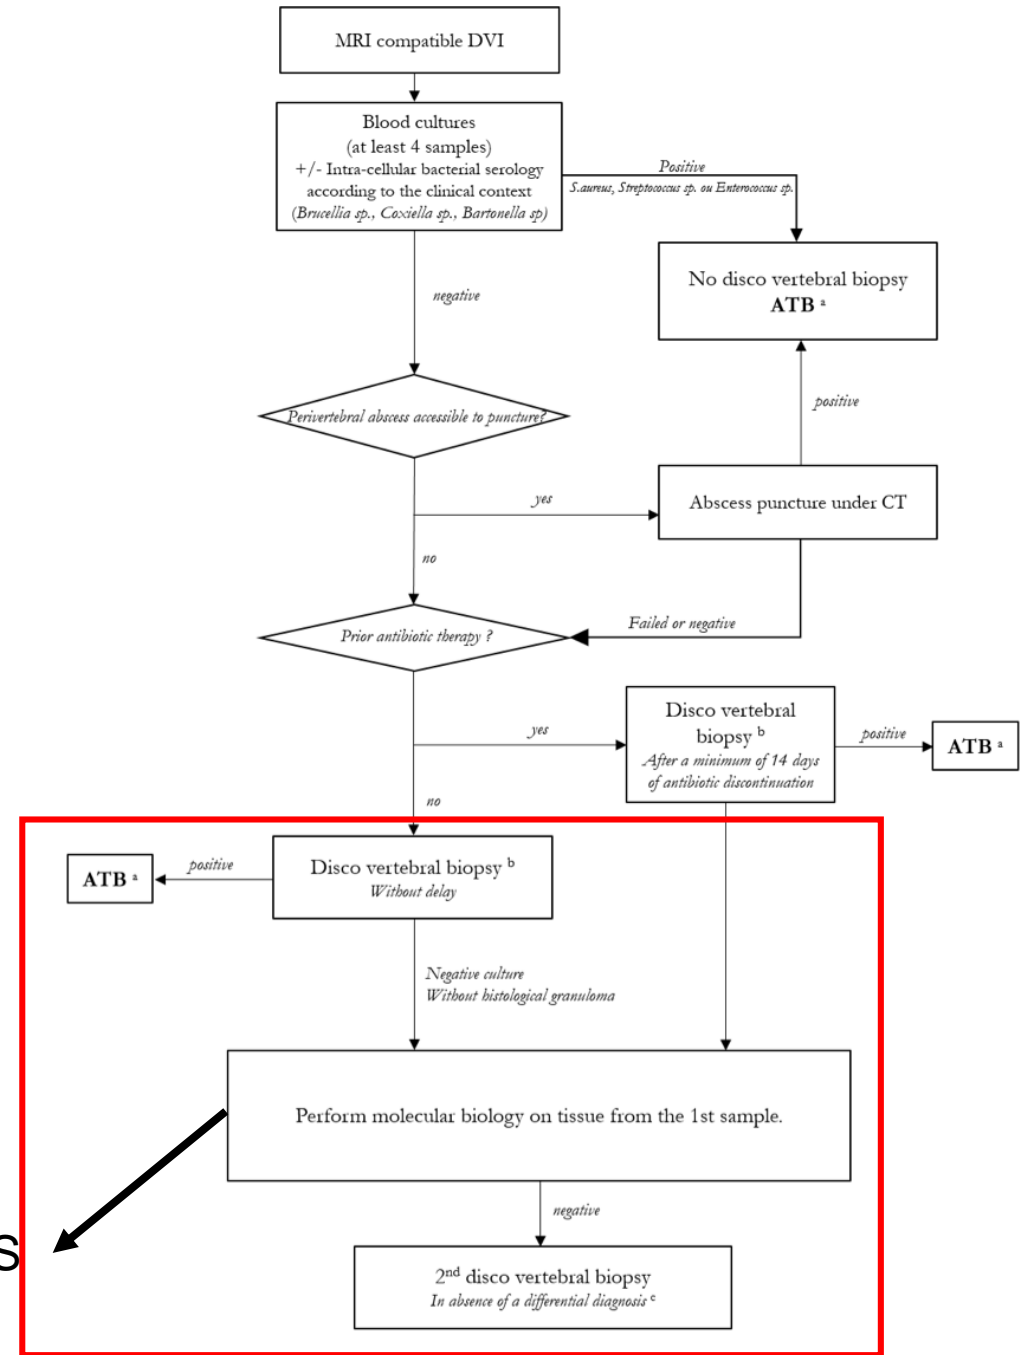 MRI compatible DVI
Blood cultures
(at least 4 samples)
+/- Intra-cellular bacterial serology
according to the clinical context
(Brucellia sp., Coxiella sp., Bartonella sp)
Positive
S.aureus, Streptococcus sp. ou Enterococcus sp.
No disco vertebral biopsy
ATB a
negative
Perivertebral abscess accessible to puncture?
positive
yes
Abscess puncture under CT
no
Failed or negative
Prior antibiotic therapy ?
yes
Disco vertebral
biopsy b
After a minimum of 14 days
of antibiotic discontinuation
positive
ATB a
no
Disco vertebral biopsy b
Without delay
positive
ATB a
Negative culture
Without histological granuloma
Perform molecular biology on tissue from the 1st sample.
negative
s
2nd disco vertebral biopsy
In absence of a differential diagnosis c